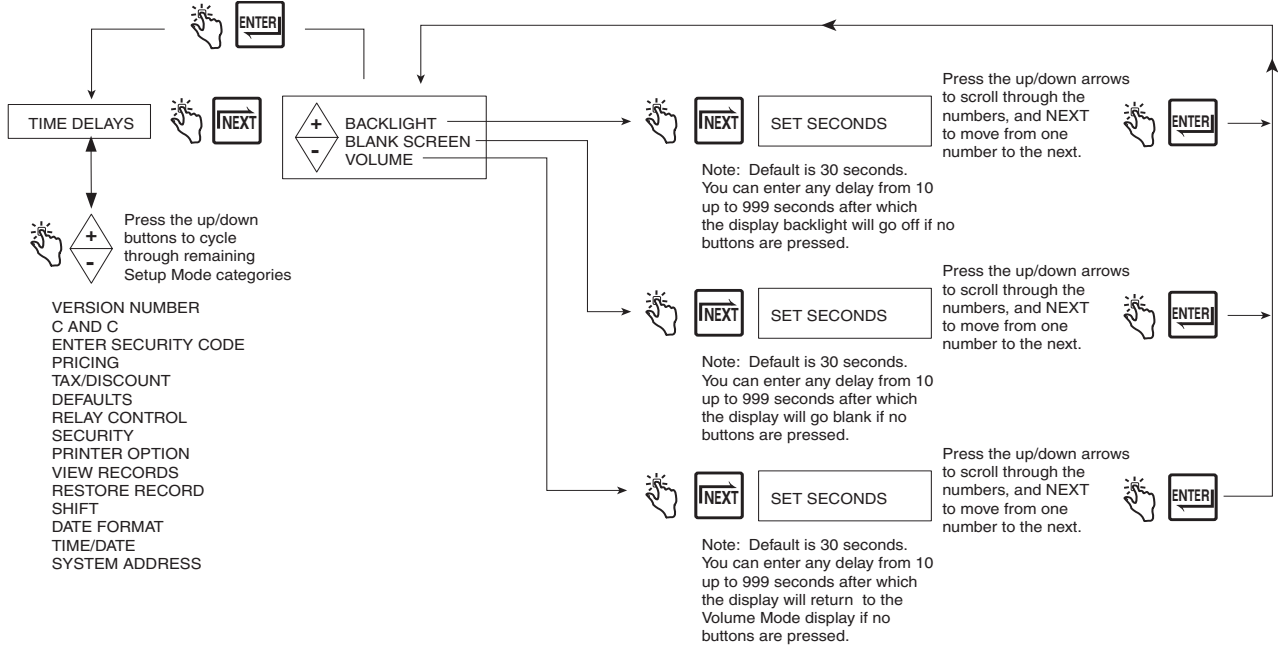 ENTER
TIME DELAYS
NEXT
+
-
BACKLIGHT
BLANK SCREEN
VOLUME
+
-
Press the up/down
buttons to cycle
through remaining
Setup Mode categories
VERSION NUMBER
C AND C
ENTER SECURITY CODE
PRICING
TAX/DISCOUNT
DEFAULTS
RELAY CONTROL
SECURITY
PRINTER OPTION
VIEW RECORDS
RESTORE RECORD
SHIFT
DATE FORMAT
TIME/DATE
SYSTEM ADDRESS
NEXT
SET SECONDS
Press the up/down arrows
to scroll through the
numbers, and NEXT
to move from one
number to the next.
ENTER
Note: Default is 30 seconds.
You can enter any delay from 10
up to 999 seconds after which
the display backlight will go off if no
buttons are pressed.
NEXT
SET SECONDS
Press the up/down arrows
to scroll through the
numbers, and NEXT
to move from one
number to the next.
ENTER
Note: Default is 30 seconds.
You can enter any delay from 10
up to 999 seconds after which
the display will go blank if no
buttons are pressed.
NEXT
SET SECONDS
Press the up/down arrows
to scroll through the
numbers, and NEXT
to move from one
number to the next.
ENTER
Note: Default is 30 seconds.
You can enter any delay from 10
up to 999 seconds after which
the display will return to the
Volume Mode display if no
buttons are pressed.